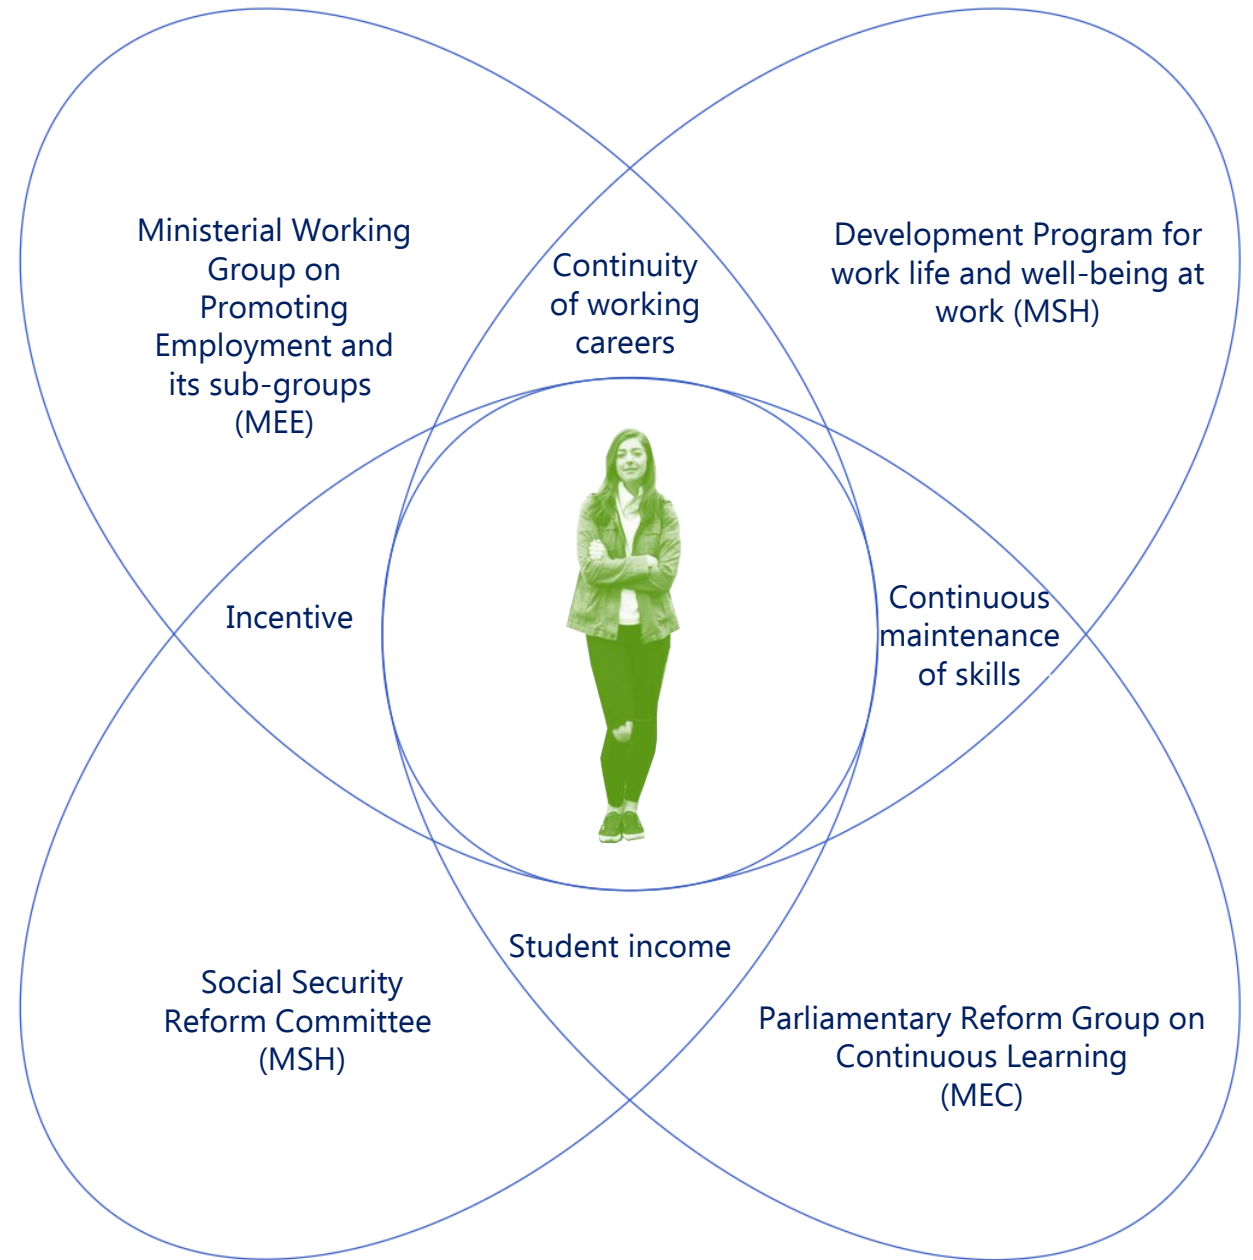 Ministerial Working
Group on
Promoting
Employment and
its sub-groups
(MEE)
Continuity
of working
careers
Development Program for
work life and well-being at
work (MSH)
Incentive
Continuous
maintenance
of skills
Student income
Social Security
Reform Committee
(MSH)
Parliamentary Reform Group on
Continuous Learning
(MEC)